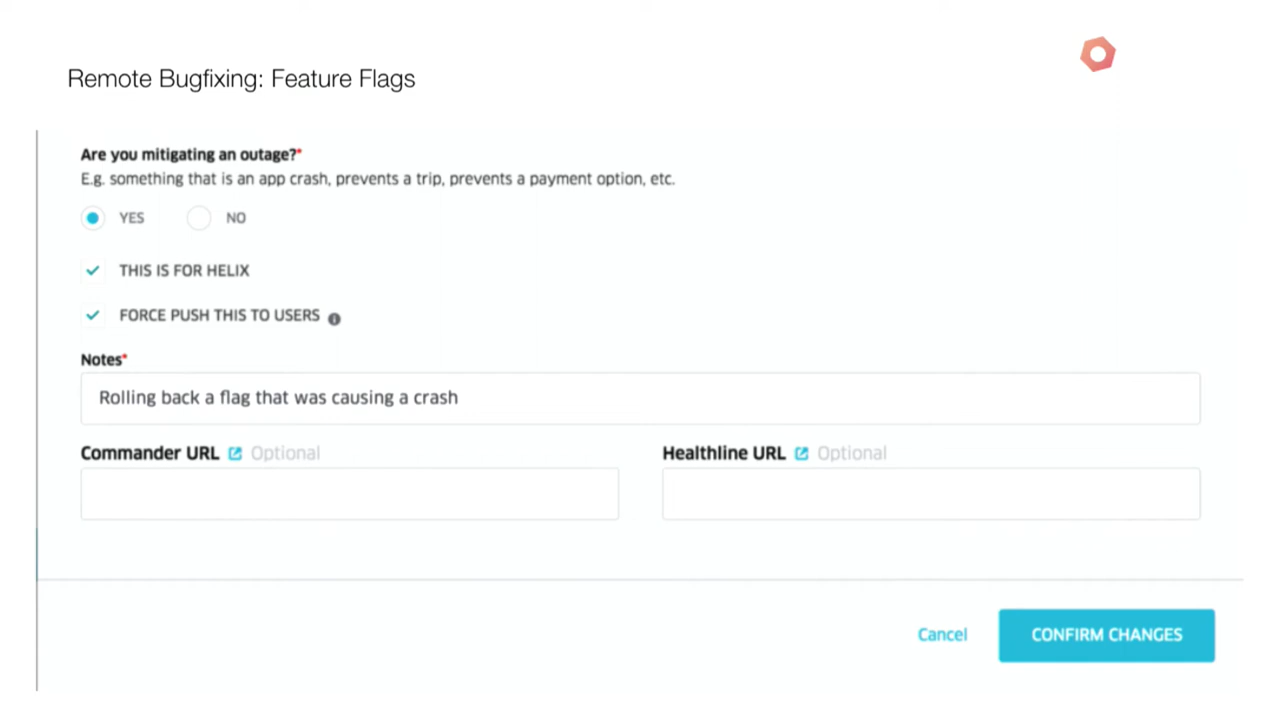 Remote Bugfixing: Feature Flags
Are you mitigating an outage?*
E.g. something that is an app crash, prevents a trip, prevents a payment option, etc.
YES NO
THIS IS FOR HELIX
FORCE PUSH THIS TO USERS
Notes*
Rolling back a flag that was causing a crash
Commander URL Optional Healthline URL Optional
Cancel CONFIRM CHANGES